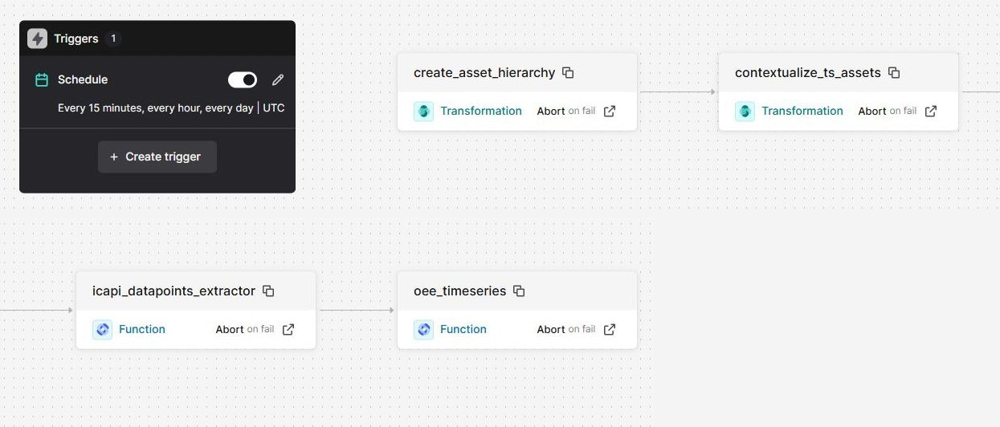 Triggers 1
Schedule
Every 15 minutes, every hour, every day | UTC
+ Create trigger
create_asset_hierarchy
Transformation Abort on fail
contextualize_ts_assets
Transformation Abort on fail
icapi_datapoints_extractor
Function Abort on fail
oee_timeseries
Function Abort on fail